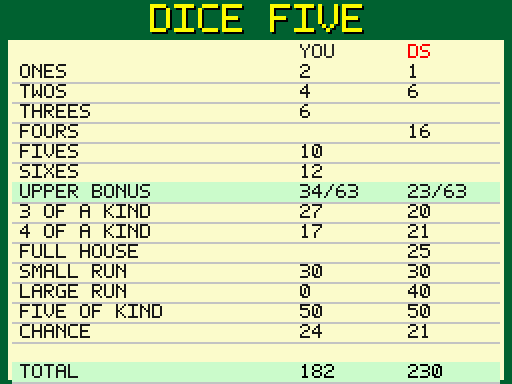 DICE FIVE
YOU DS
ONES 2 1
TWOS 4 6
THREES 6
FOURS 16
FIVES 10
SIXES 12
UPPER BONUS 34/63 23/63
3 OF A KIND 27 20
4 OF A KIND 17 21
FULL HOUSE 25
SMALL RUN 30 30
LARGE RUN 0 40
FIVE OF KIND 50 50
CHANCE 24 21
TOTAL 182 230